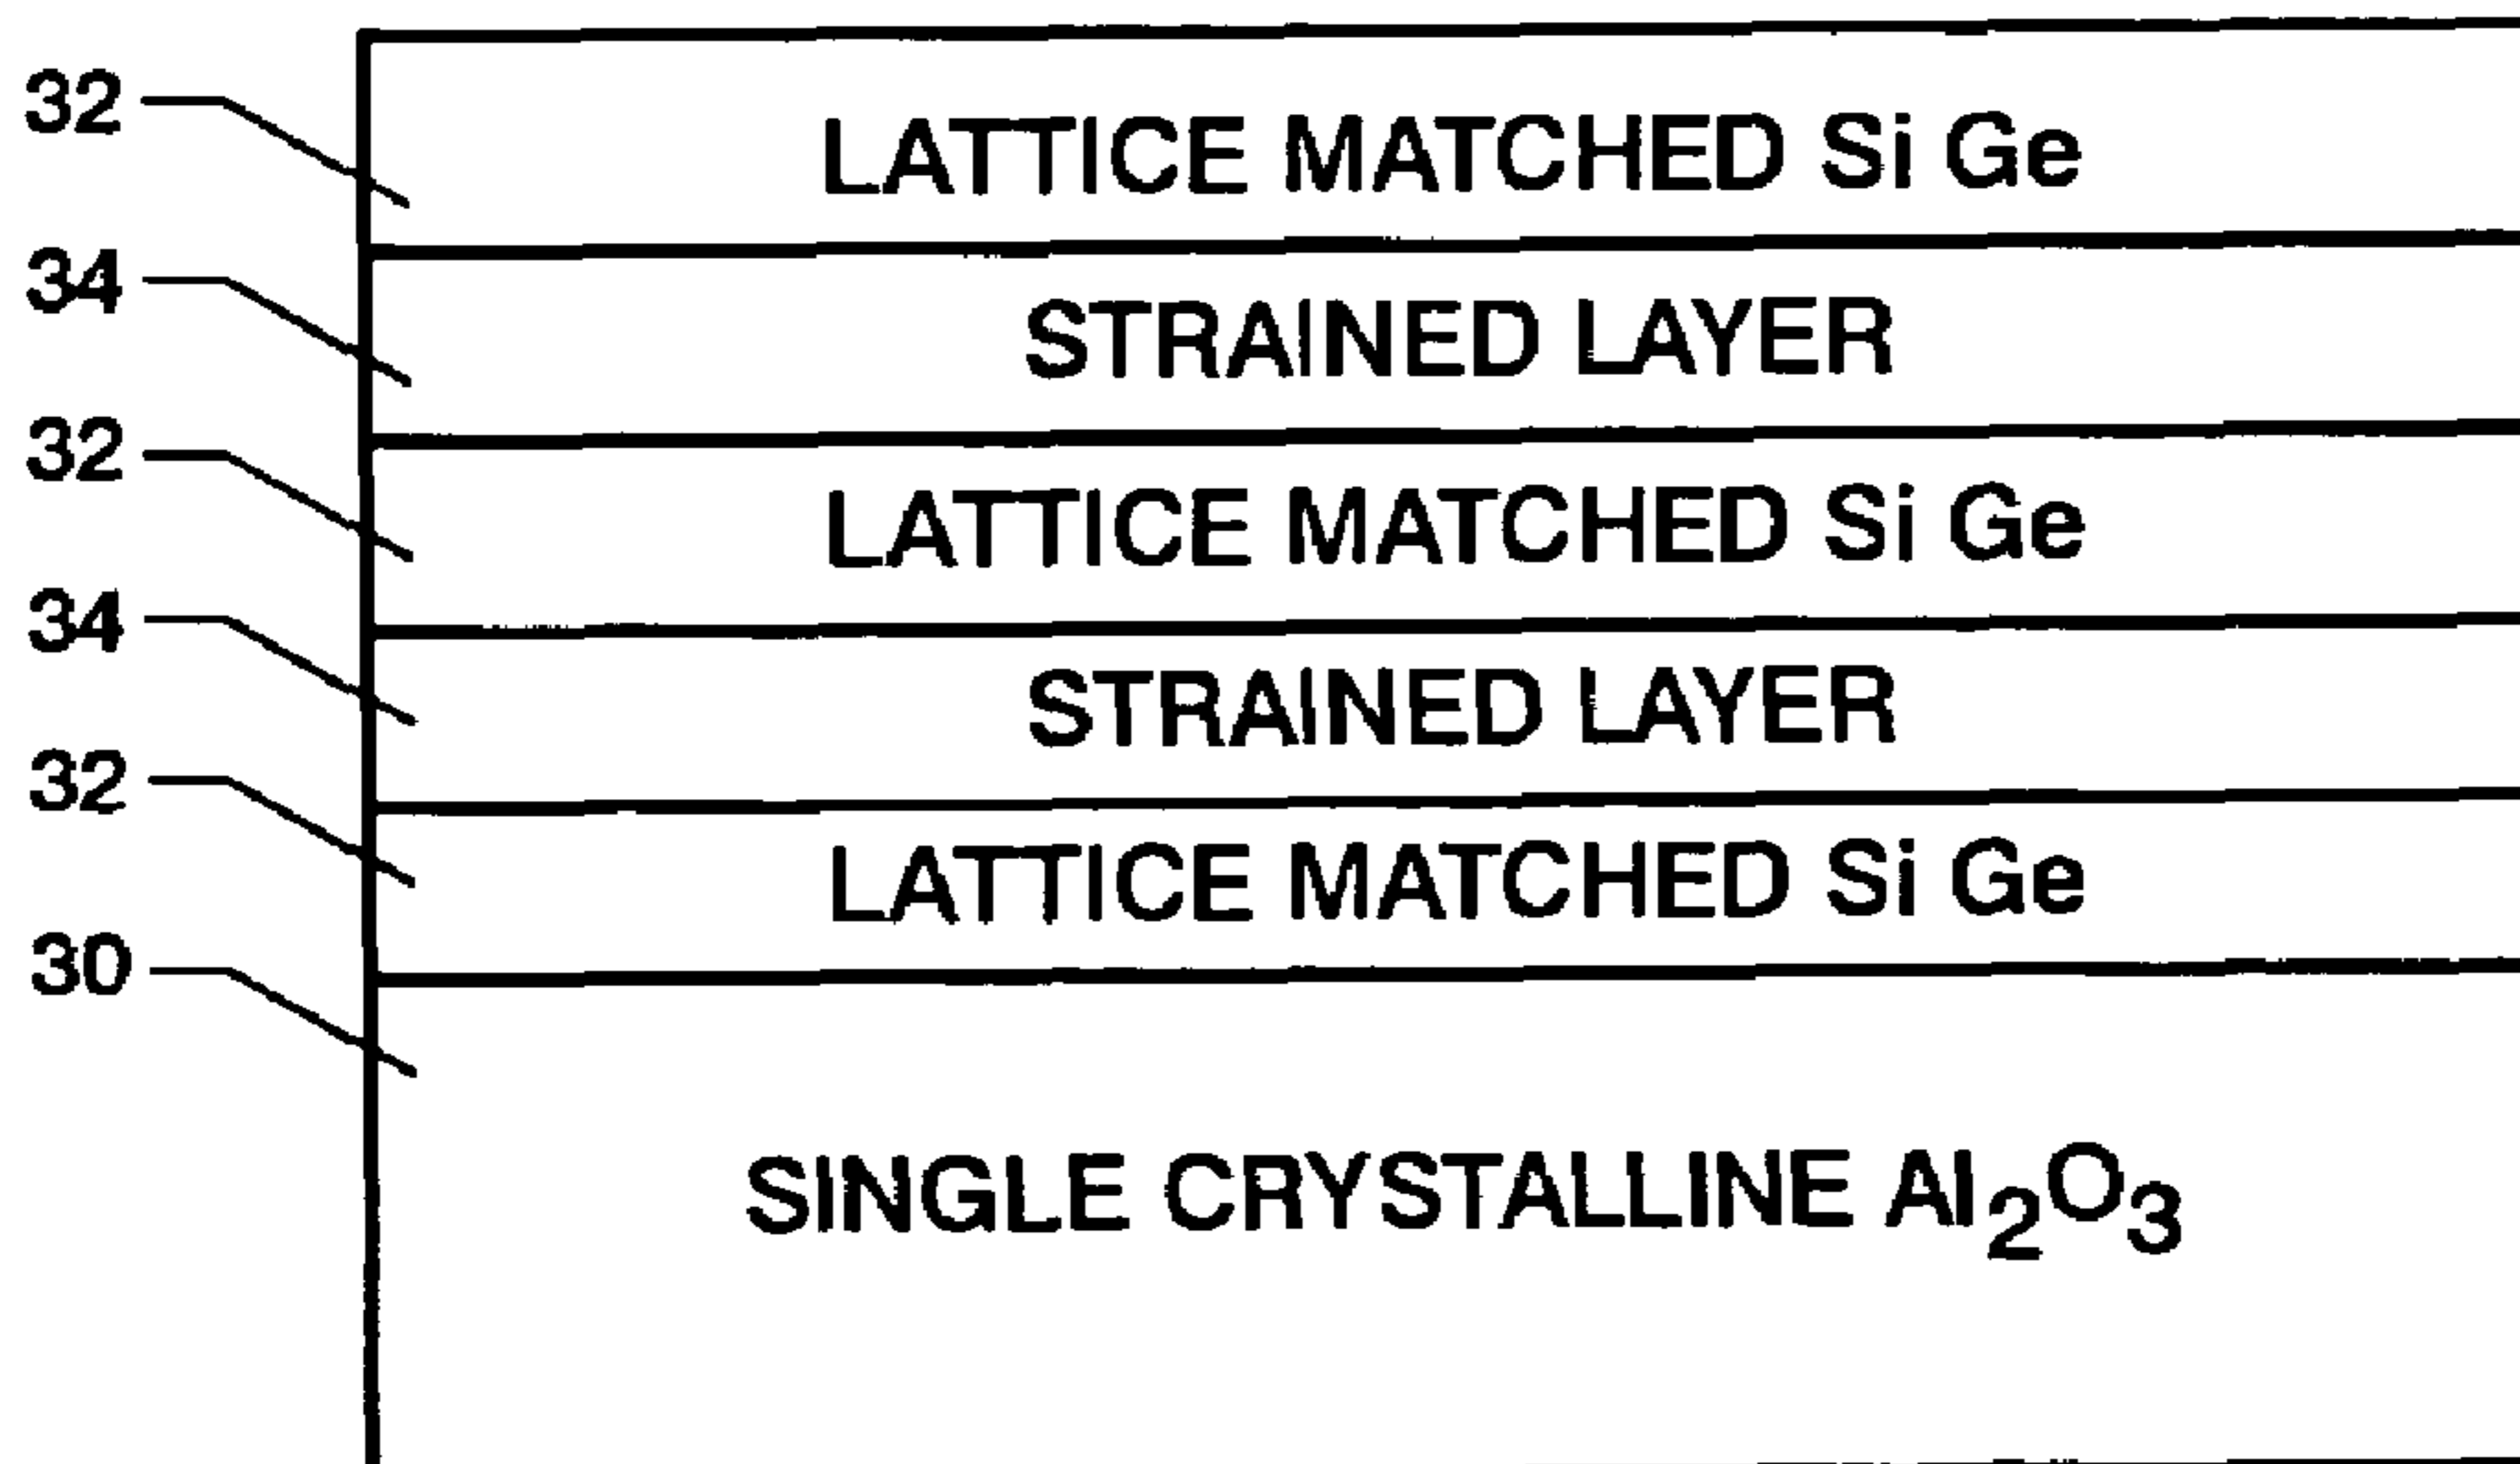 32
LATTICE MATCHED Si Ge
34
STRAINED LAYER
32
LATTICE MATCHED Si Ge
34
STRAINED LAYER
32
LATTICE MATCHED Si Ge
30
SINGLE CRYSTALLINE Al₂O₃